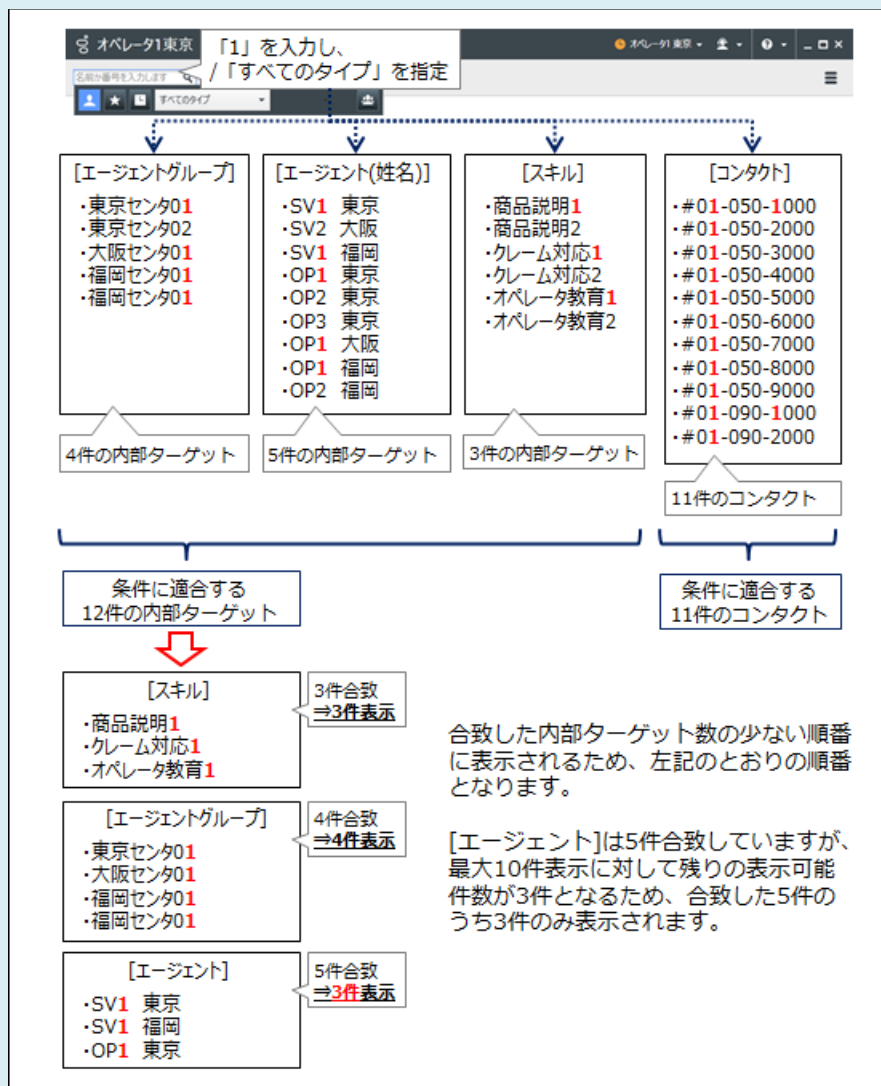 オペレータ1東京
「1」を入力し、
/「すべてのタイプ」を指定
オペレータ1 東京
名前か番号を入力します
すべてのタイプ
[エージェントグループ]
・東京センタ01
・東京センタ02
・大阪センタ01
・福岡センタ01
・福岡センタ01
4件の内部ターゲット
[エージェント(姓名)]
・SV1 東京
・SV2 大阪
・SV1 福岡
・OP1 東京
・OP2 東京
・OP3 東京
・OP1 大阪
・OP1 福岡
・OP2 福岡
5件の内部ターゲット
[スキル]
・商品説明1
・商品説明2
・クレーム対応1
・クレーム対応2
・オペレータ教育1
・オペレータ教育2
3件の内部ターゲット
[コンタクト]
・#01-050-1000
・#01-050-2000
・#01-050-3000
・#01-050-4000
・#01-050-5000
・#01-050-6000
・#01-050-7000
・#01-050-8000
・#01-050-9000
・#01-090-1000
・#01-090-2000
11件のコンタクト
条件に適合する
12件の内部ターゲット
条件に適合する
11件のコンタクト
[スキル]
・商品説明1
・クレーム対応1
・オペレータ教育1
3件合致
⇒3件表示
[エージェントグループ]
・東京センタ01
・大阪センタ01
・福岡センタ01
・福岡センタ01
4件合致
⇒4件表示
[エージェント]
・SV1 東京
・SV1 福岡
・OP1 東京
5件合致
⇒3件表示
合致した内部ターゲット数の少ない順番
に表示されるため、左記のとおりの順番
となります。
[エージェント]は5件合致していますが、
最大10件表示に対して残りの表示可能
件数が3件となるため、合致した5件の
うち3件のみ表示されます。